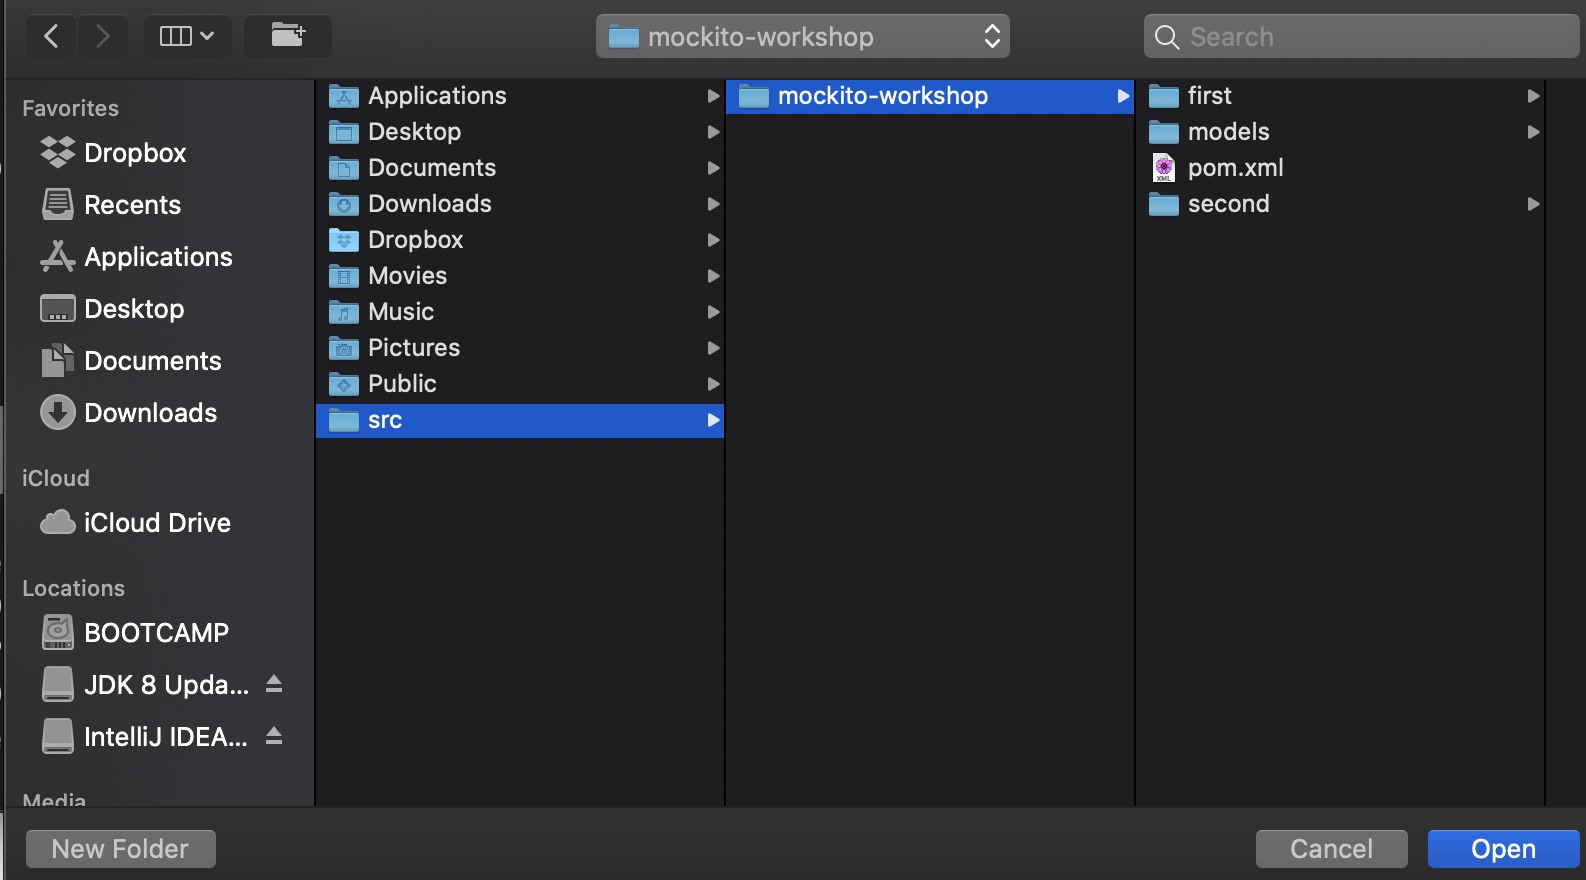 mockito-workshop
Search
Favorites
Dropbox
Recents
Applications
Desktop
Documents
Downloads
iCloud
iCloud Drive
Locations
BOOTCAMP
JDK 8 Upda...
IntelliJ IDEA...
Media
Applications
Desktop
Documents
Downloads
Dropbox
Movies
Music
Pictures
Public
src
mockito-workshop
first
models
XML
pom.xml
second
New Folder
Cancel
Open